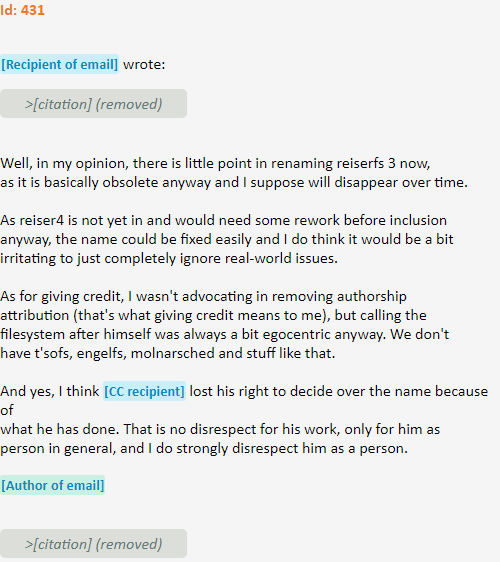 Id: 431
[Recipient of email] wrote:
>[citation] (removed)
Well, in my opinion, there is little point in renaming reiserfs 3 now,
as it is basically obsolete anyway and I suppose will disappear over time.
As reiser4 is not yet in and would need some rework before inclusion
anyway, the name could be fixed easily and I do think it would be a bit
irritating to just completely ignore real-world issues.
As for giving credit, I wasn't advocating in removing authorship
attribution (that's what giving credit means to me), but calling the
filesystem after himself was always a bit egocentric anyway. We don't
have t'sofs, engelfs, molnarsched and stuff like that.
And yes, I think [CC recipient] lost his right to decide over the name because
of
what he has done. That is no disrespect for his work, only for him as
person in general, and I do strongly disrespect him as a person.
[Author of email]
>[citation] (removed)